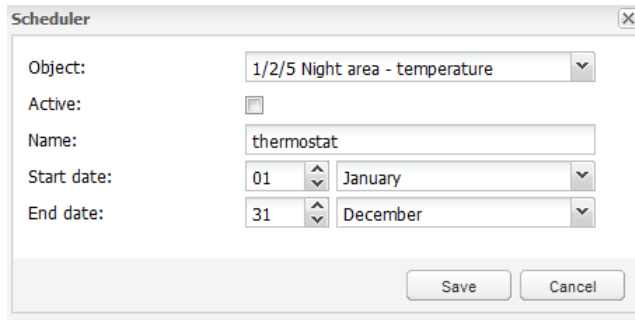 Scheduler
Object: 1/2/5 Night area - temperature
Active:
Name: thermostat
Start date: 01 January
End date: 31 December
Save Cancel